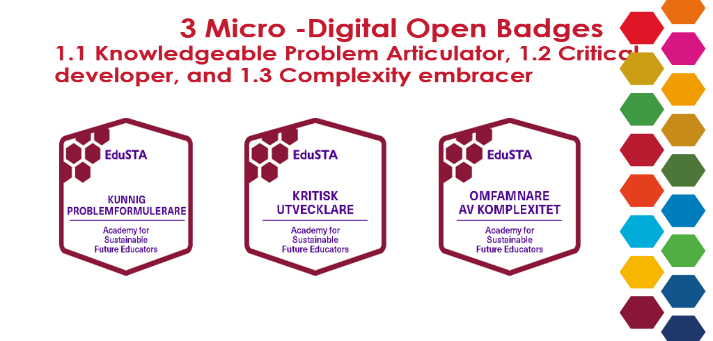 3 Micro -Digital Open Badges
1.1 Knowledgeable Problem Articulator, 1.2 Critical
developer, and 1.3 Complexity embracer
EduSTA
KUNNIG
PROBLEMFORMULERARE
Academy for
Sustainable
Future Educators
EduSTA
KRITISK
UTVECKLARE
Academy for
Sustainable
Future Educators
EduSTA
OMFAMNARE
AV KOMPLEXITET
Academy for
Sustainable
Future Educators